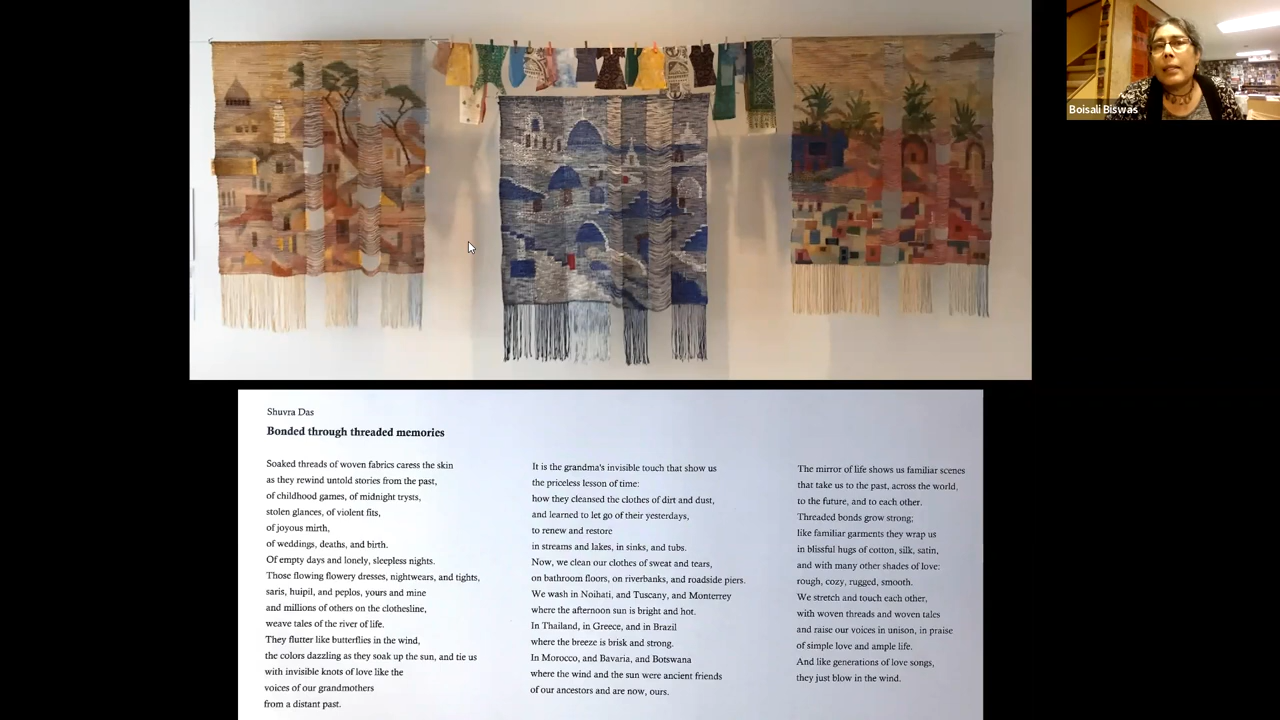 Boisali Biswas
Shuvra Das
Bonded through threaded memories
Soaked threads of woven fabrics caress the skin
as they rewind untold stories from the past,
of childhood games, of midnight trysts,
stolen glances, of violent fits,
of joyous mirth,
of weddings, deaths, and birth.
Of empty days and lonely, sleepless nights.
Those flowing flowery dresses, nightwears, and tights,
saris, huipil, and peplos, yours and mine
and millions of others on the clothesline,
weave tales of the river of life.
They flutter like butterflies in the wind,
the colors dazzling as they soak up the sun, and tie us
with invisible knots of love like the
voices of our grandmothers
from a distant past.
It is the grandma's invisible touch that show us
the priceless lesson of time:
how they cleansed the clothes of dirt and dust,
and learned to let go of their yesterdays,
to renew and restore
in streams and lakes, in sinks, and tubs.
Now, we clean our clothes of sweat and tears,
on bathroom floors, on riverbanks, and roadside piers.
We wash in Noihati, and Tuscany, and Monterrey
where the afternoon sun is bright and hot.
In Thailand, in Greece, and in Brazil
where the breeze is brisk and strong.
In Morocco, and Bavaria, and Botswana
where the wind and the sun were ancient friends
of our ancestors and are now, ours.
The mirror of life shows us familiar scenes
that take us to the past, across the world,
to the future, and to each other.
Threaded bonds grow strong;
like familiar garments they wrap us
in blissful hugs of cotton, silk, satin,
and with many other shades of love:
rough, cozy, rugged, smooth.
We stretch and touch each other,
with woven threads and woven tales
and raise our voices in unison, in praise
of simple love and ample life.
And like generations of love songs,
they just blow in the wind.